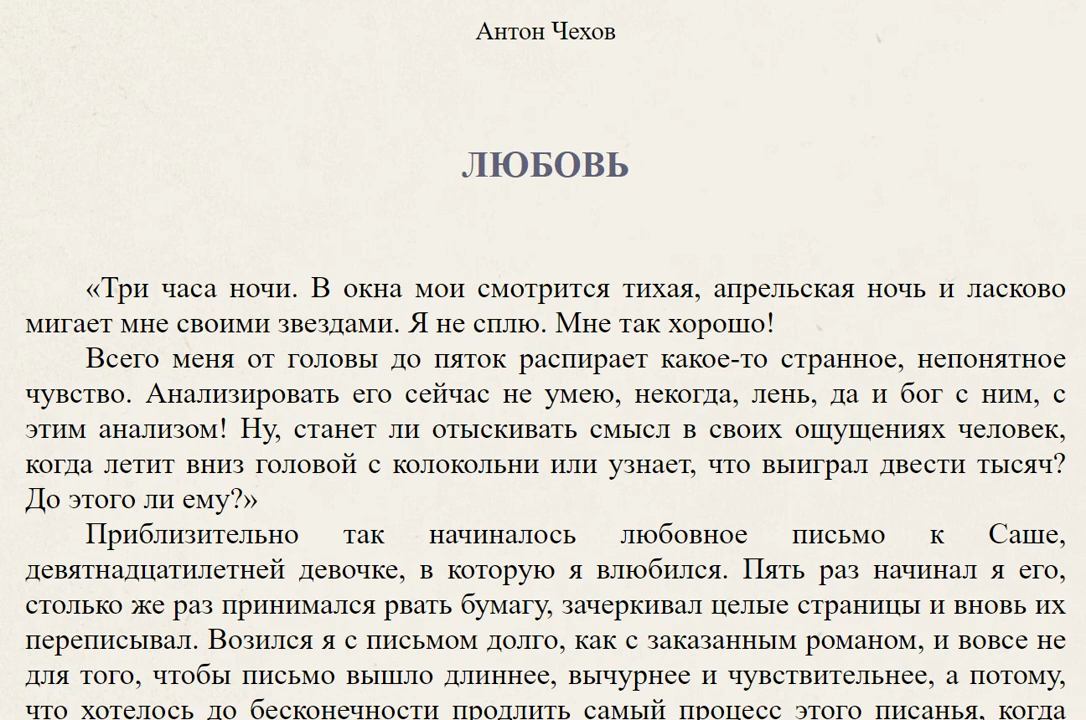 Антон Чехов
ЛЮБОВЬ
«Три часа ночи. В окна мои смотрится тихая, апрельская ночь и ласково
мигает мне своими звездами. Я не сплю. Мне так хорошо!
Всего меня от головы до пяток распирает какое-то странное, непонятное
чувство. Анализировать его сейчас не умею, некогда, лень, да и бог с ним, с
этим анализом! Ну, станет ли отыскивать смысл в своих ощущениях человек,
когда летит вниз головой с колокольни или узнает, что выиграл двести тысяч?
До этого ли ему?»
Приблизительно так начиналось любовное письмо к Саше,
девятнадцатилетней девочке, в которую я влюбился. Пять раз начинал я его,
столько же раз принимался рвать бумагу, зачеркивал целые страницы и вновь их
переписывал. Возился я с письмом долго, как с заказанным романом, и вовсе не
для того, чтобы письмо вышло длиннее, вычурнее и чувствительнее, а потому,
что хотелось до бесконечности продлить самый процесс этого писанья, когда